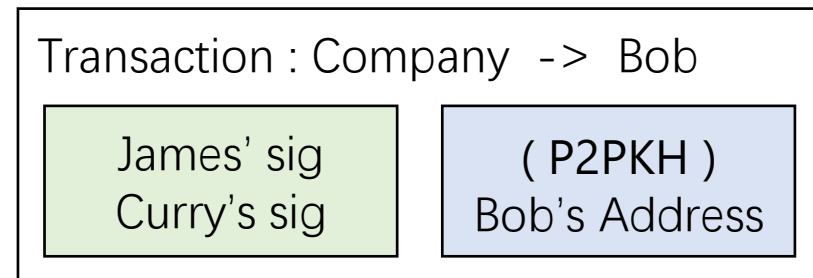 Transaction : Company -> Bob
James’ sig
Curry’s sig
( P2PKH )
Bob’s Address